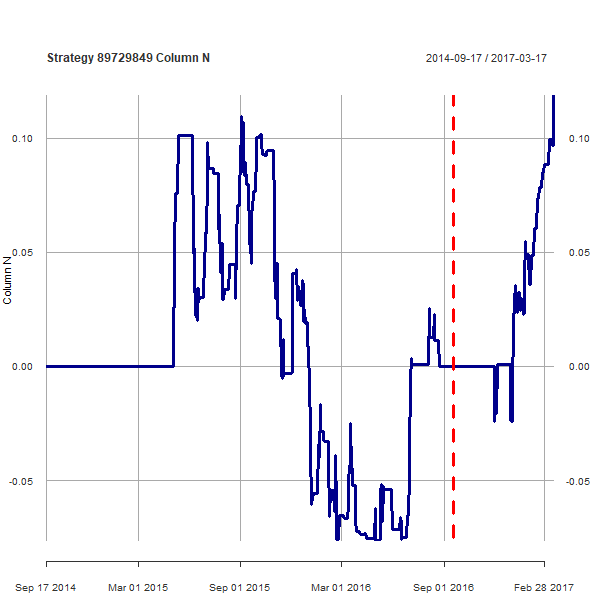 Strategy 89729849 Column N
2014-09-17 / 2017-03-17
0.10
0.10
0.05
0.05
Column N
0.00
0.00
-0.05
-0.05
Sep 17 2014
Mar 01 2015
Sep 01 2015
Mar 01 2016
Sep 01 2016
Feb 28 2017